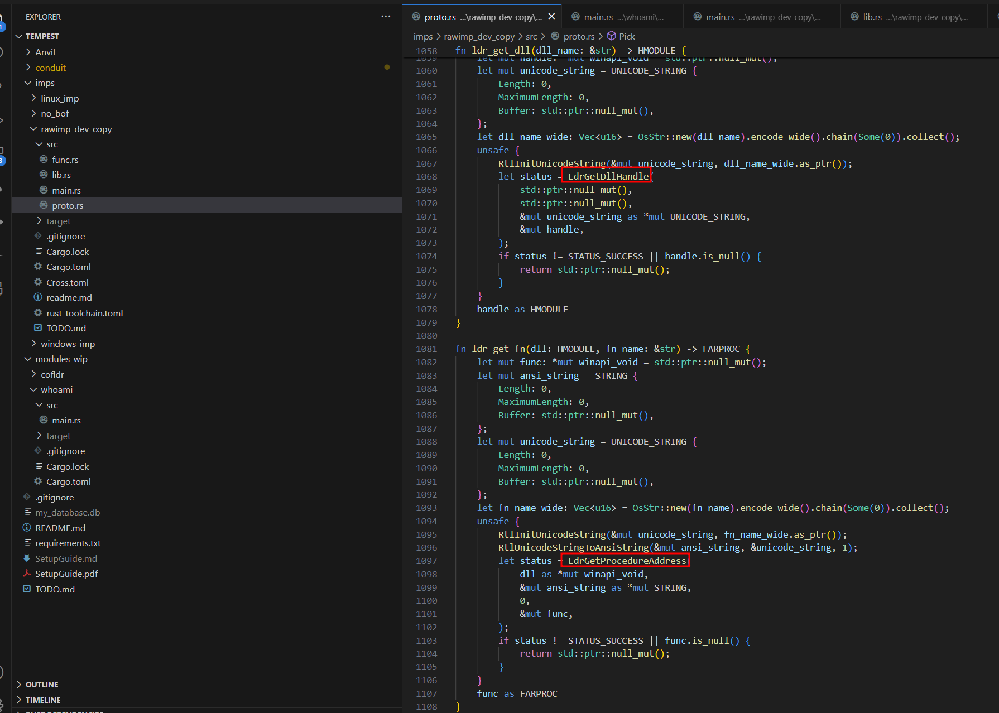 EXPLORER
TEMPEST
Anvil
conduit
imps
linux_imp
no_bof
rawimp_dev_copy
src
func.rs
lib.rs
main.rs
proto.rs
target
.gitignore
Cargo.lock
Cargo.toml
Cross.toml
readme.md
rust-toolchain.toml
TODO.md
windows_imp
modules_wip
cofldr
whoami
src
main.rs
target
.gitignore
Cargo.lock
Cargo.toml
.gitignore
my_database.db
README.md
requirements.txt
SetupGuide.md
SetupGuide.pdf
TODO.md
OUTLINE
TIMELINE
proto.rs ...\rawimp_dev_copy\... main.rs ...\whoami\... main.rs ...\rawimp_dev_copy\... lib.rs ...\rawimp_dev_copy\...
imps > rawimp_dev_copy > src > proto.rs > Pick
1058 fn ldr_get_dll(dll_name: &str) -> HMODULE {
1059 let mut handle: *mut winapi_void = std::ptr::null_mut();
1060 let mut unicode_string = UNICODE_STRING {
1061 Length: 0,
1062 MaximumLength: 0,
1063 Buffer: std::ptr::null_mut(),
1064 };
1065 let dll_name_wide: Vec<u16> = OsStr::new(dll_name).encode_wide().chain(Some(0)).collect();
1066 unsafe {
1067 RtlInitUnicodeString(&mut unicode_string, dll_name_wide.as_ptr());
1068 let status = LdrGetDllHandle(
1069 std::ptr::null_mut(),
1070 std::ptr::null_mut(),
1071 &mut unicode_string as *mut UNICODE_STRING,
1072 &mut handle,
1073 );
1074 if status != STATUS_SUCCESS || handle.is_null() {
1075 return std::ptr::null_mut();
1076 }
1077 }
1078 handle as HMODULE
1079 }
1080
1081 fn ldr_get_fn(dll: HMODULE, fn_name: &str) -> FARPROC {
1082 let mut func: *mut winapi_void = std::ptr::null_mut();
1083 let mut ansi_string = STRING {
1084 Length: 0,
1085 MaximumLength: 0,
1086 Buffer: std::ptr::null_mut(),
1087 };
1088 let mut unicode_string = UNICODE_STRING {
1089 Length: 0,
1090 MaximumLength: 0,
1091 Buffer: std::ptr::null_mut(),
1092 };
1093 let fn_name_wide: Vec<u16> = OsStr::new(fn_name).encode_wide().chain(Some(0)).collect();
1094 unsafe {
1095 RtlInitUnicodeString(&mut unicode_string, fn_name_wide.as_ptr());
1096 RtlUnicodeStringToAnsiString(&mut ansi_string, &unicode_string, 1);
1097 let status = LdrGetProcedureAddress(
1098 dll as *mut winapi_void,
1099 &mut ansi_string as *mut STRING,
1100 0,
1101 &mut func,
1102 );
1103 if status != STATUS_SUCCESS || func.is_null() {
1104 return std::ptr::null_mut();
1105 }
1106 }
1107 func as FARPROC
1108 }